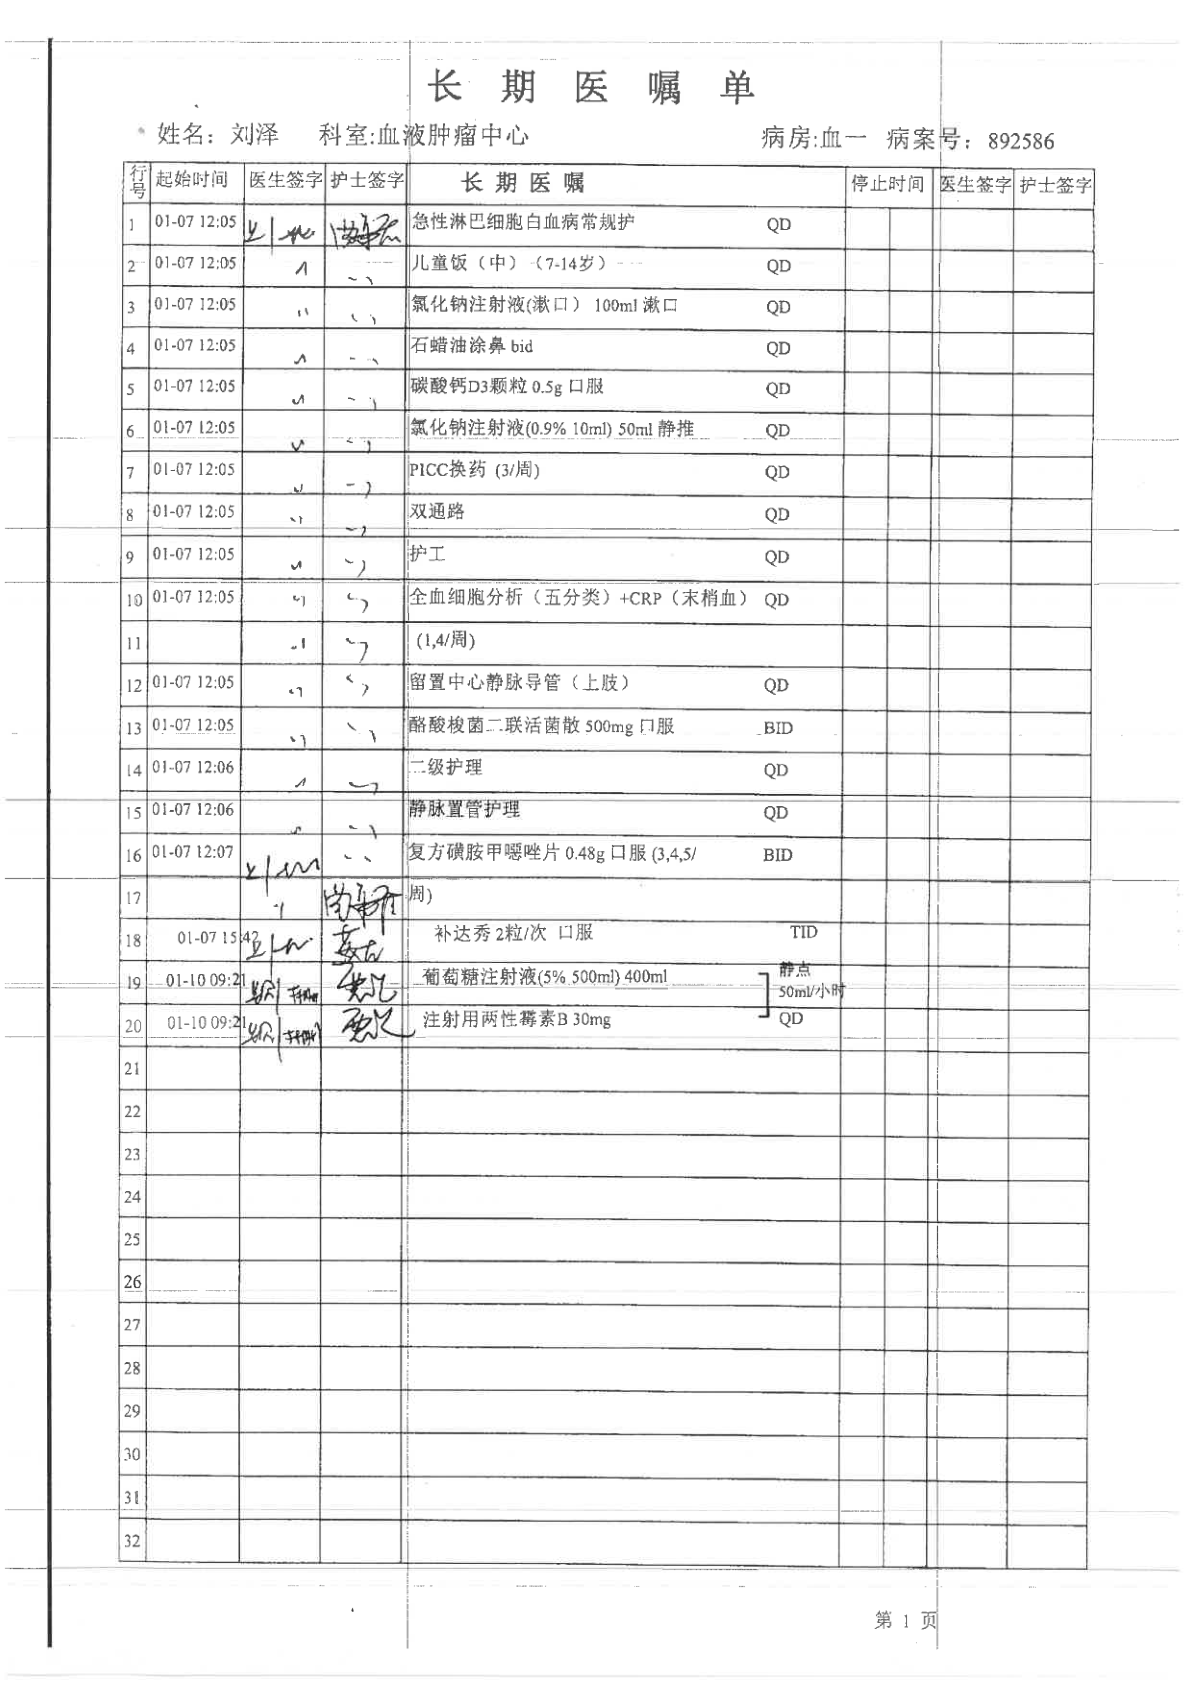 长期医嘱单
姓名：刘泽 科室:血液肿瘤中心 病房:血一 病案号：892586
行号 起始时间 医生签字 护士签字 长期医嘱 停止时间 医生签字 护士签字
1 01-07 12:05 急性淋巴细胞白血病常规护 QD
2 01-07 12:05 儿童饭（中）（7-14岁） QD
3 01-07 12:05 氯化钠注射液(漱口） 100ml 漱口 QD
4 01-07 12:05 石蜡油涂鼻 bid QD
5 01-07 12:05 碳酸钙D3颗粒 0.5g 口服 QD
6 01-07 12:05 氯化钠注射液(0.9% 10ml) 50ml 静推 QD
7 01-07 12:05 PICC换药 (3/周) QD
8 01-07 12:05 双通路 QD
9 01-07 12:05 护工 QD
10 01-07 12:05 全血细胞分析（五分类）+CRP（末梢血） QD
11 (1,4/周)
12 01-07 12:05 留置中心静脉导管（上肢） QD
13 01-07 12:05 酪酸梭菌二联活菌散 500mg 口服 BID
14 01-07 12:06 二级护理 QD
15 01-07 12:06 静脉置管护理 QD
16 01-07 12:07 复方磺胺甲噁唑片 0.48g 口服 (3,4,5/ BID
17 周)
18 01-07 15:42 补达秀 2粒/次 口服 TID
19 01-10 09:21 葡萄糖注射液(5% 500ml) 400ml 静点
50ml/小时
20 01-10 09:21 注射用两性霉素B 30mg QD
21
22
23
24
25
26
27
28
29
30
31
32
第 1 页